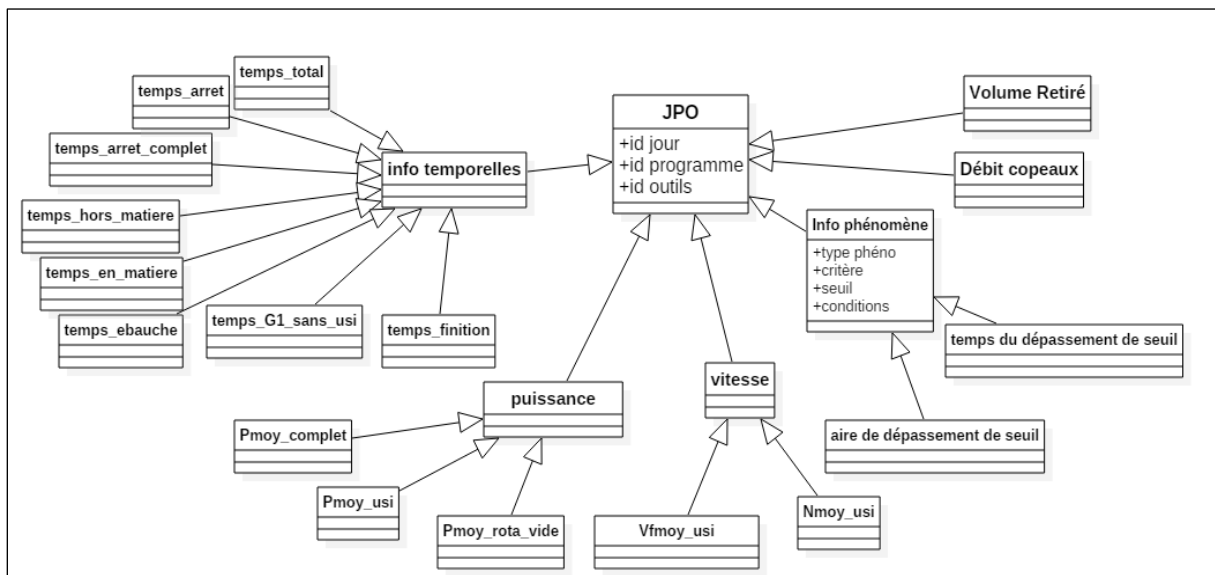 temps_total
temps_arret
temps_arret_complet
temps_hors_matiere
temps_en_matiere
temps_ebauche
temps_G1_sans_usi
temps_finition
info temporelles
JPO
+id jour
+id programme
+id outils
Volume Retiré
Débit copeaux
Info phénomène
+type phéno
+critère
+seuil
+conditions
temps du dépassement de seuil
aire de dépassement de seuil
puissance
Pmoy_complet
Pmoy_usi
Pmoy_rota_vide
vitesse
Vfmoy_usi
Nmoy_usi